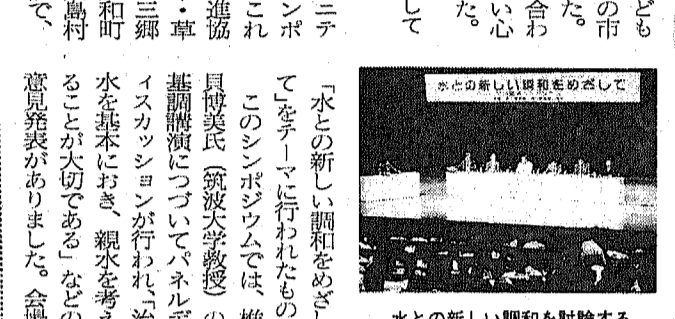 ども
の市
た。
合わ
い心
た。
して
ニテ
ンポ
これ
進協
・草
三郷
和町
島村
で、
水との新しい調和をめざして
水との新しい調和を討論する
「水との新しい調和をめざし
て」をテーマに行われたもの
このシンポジウムでは、椎
貝博美氏（筑波大学教授）の
基調講演につづいてパネルデ
ィスカッションが行われ、「治
水を基本におき、親水を考え
ることが大切である」などの
意見発表がありました。会場